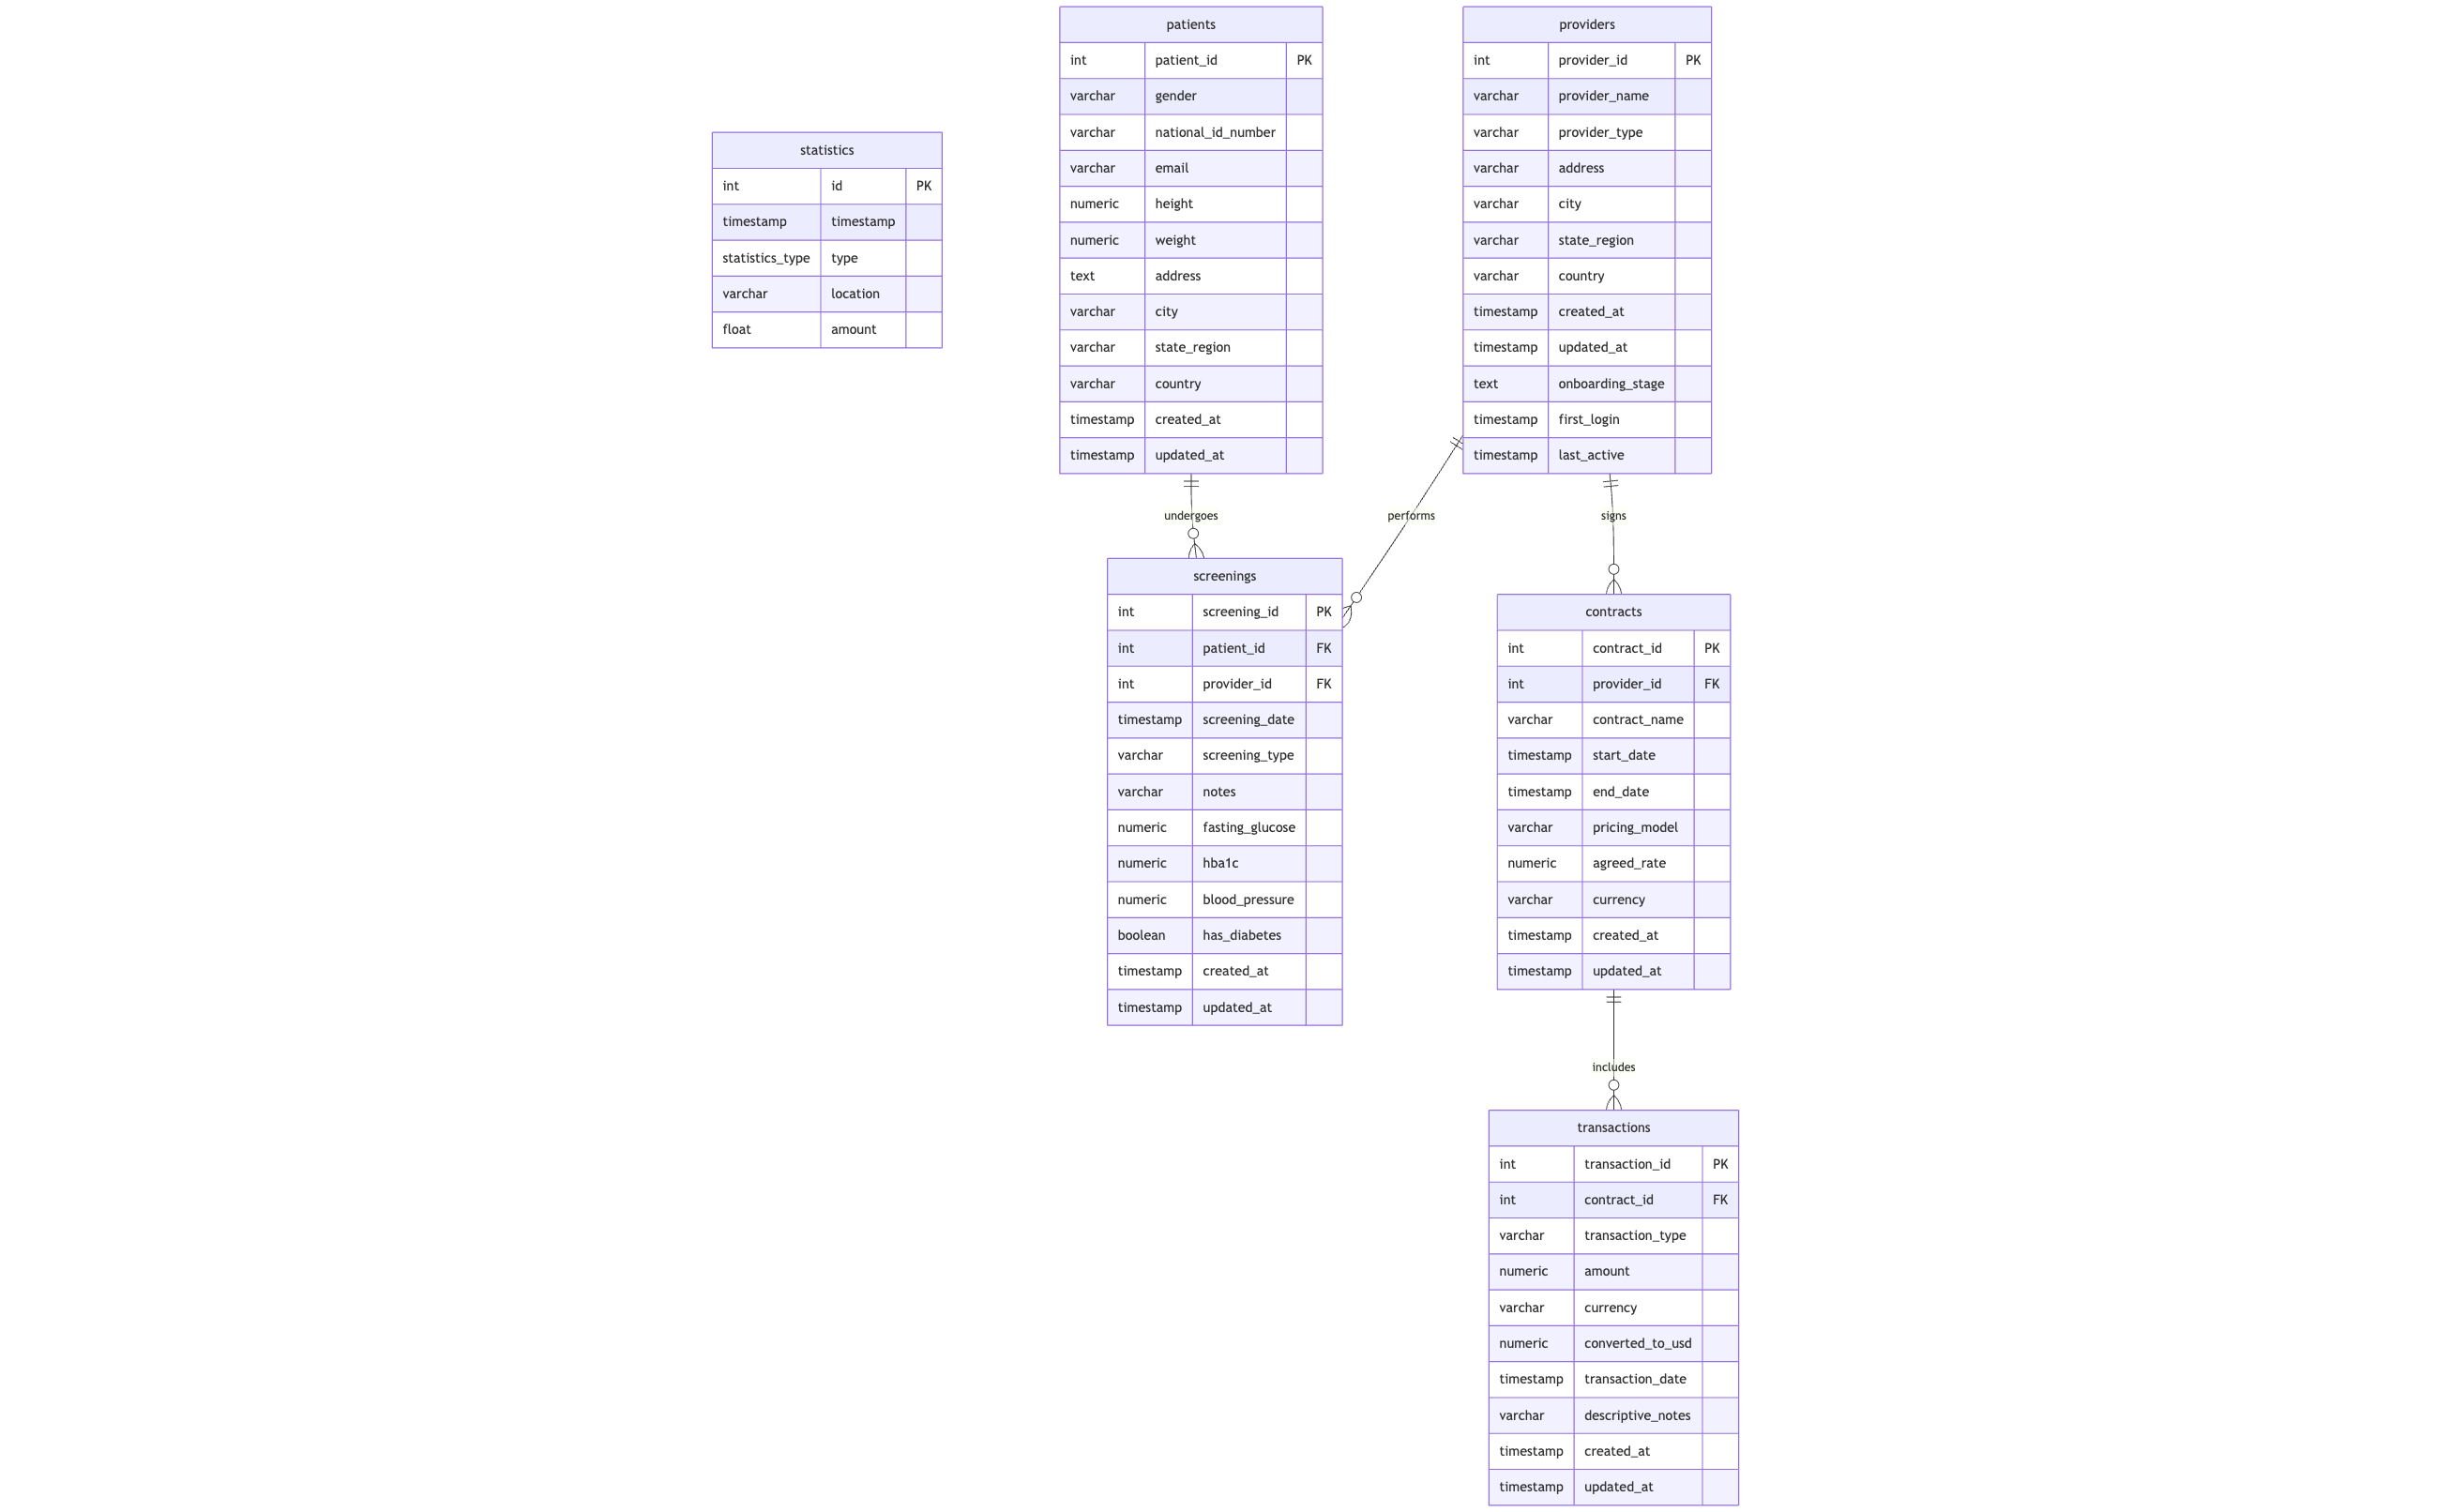 statistics
int id PK
timestamp timestamp
statistics_type type
varchar location
float amount
patients
int patient_id PK
varchar gender
varchar national_id_number
varchar email
numeric height
numeric weight
text address
varchar city
varchar state_region
varchar country
timestamp created_at
timestamp updated_at
providers
int provider_id PK
varchar provider_name
varchar provider_type
varchar address
varchar city
varchar state_region
varchar country
timestamp created_at
timestamp updated_at
text onboarding_stage
timestamp first_login
timestamp last_active
undergoes
performs
signs
screenings
int screening_id PK
int patient_id FK
int provider_id FK
timestamp screening_date
varchar screening_type
varchar notes
numeric fasting_glucose
numeric hba1c
numeric blood_pressure
boolean has_diabetes
timestamp created_at
timestamp updated_at
contracts
int contract_id PK
int provider_id FK
varchar contract_name
timestamp start_date
timestamp end_date
varchar pricing_model
numeric agreed_rate
varchar currency
timestamp created_at
timestamp updated_at
includes
transactions
int transaction_id PK
int contract_id FK
varchar transaction_type
numeric amount
varchar currency
numeric converted_to_usd
timestamp transaction_date
varchar descriptive_notes
timestamp created_at
timestamp updated_at